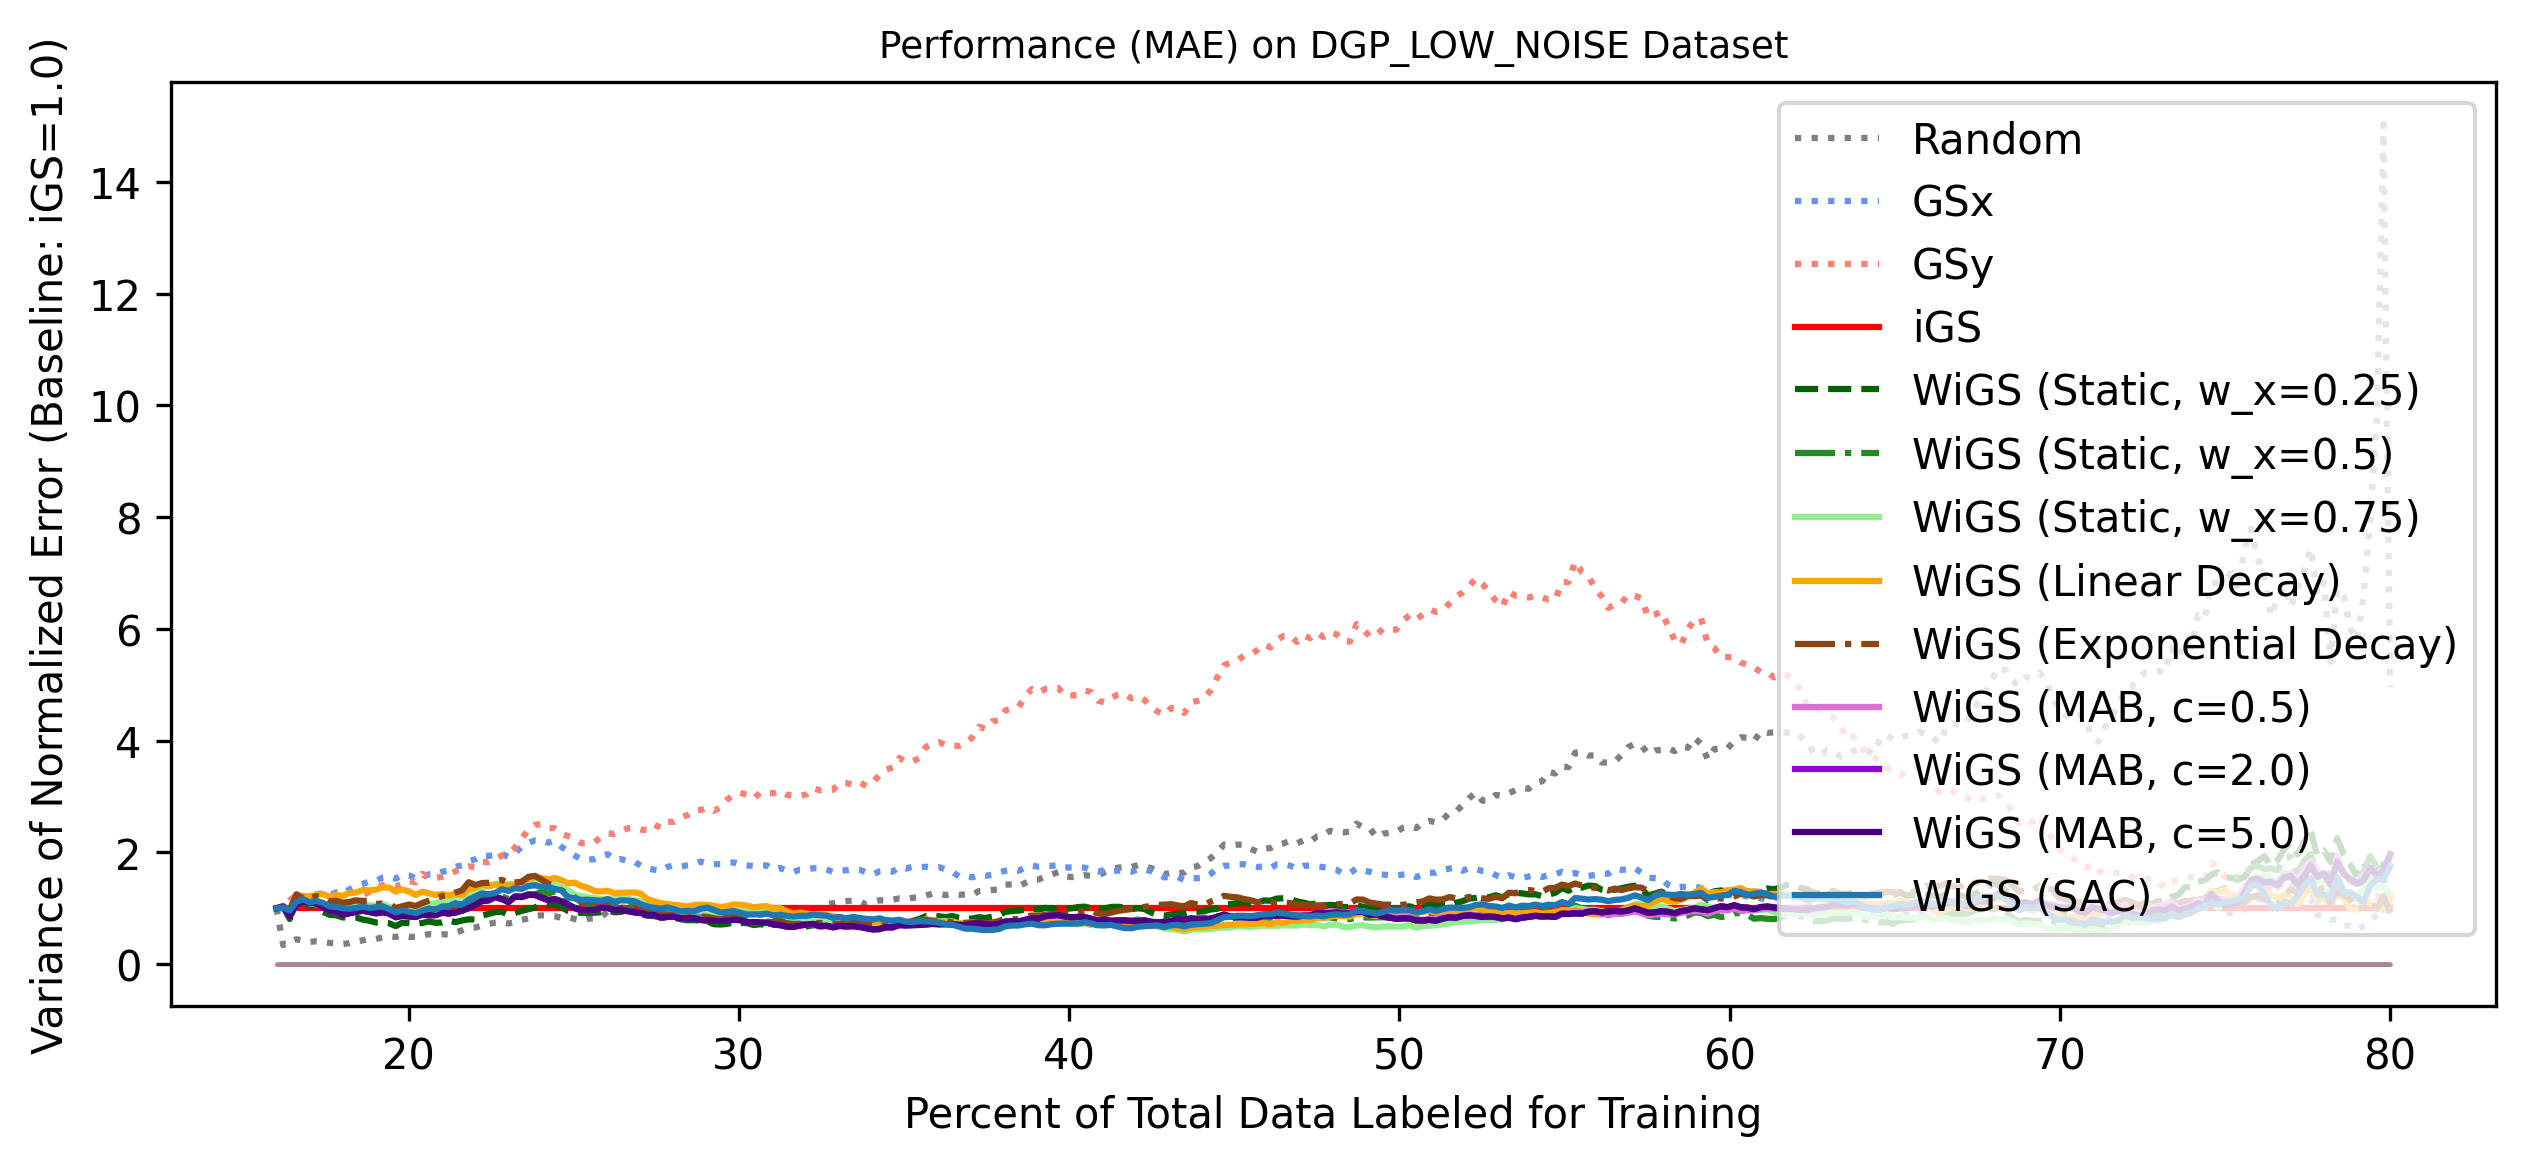 Performance (MAE) on DGP_LOW_NOISE Dataset
Variance of Normalized Error (Baseline: iGS=1.0)
14
12
10
8
6
4
2
0
Random
GSx
GSy
iGS
WiGS (Static, w_x=0.25)
WiGS (Static, w_x=0.5)
WiGS (Static, w_x=0.75)
WiGS (Linear Decay)
WiGS (Exponential Decay)
WiGS (MAB, c=0.5)
WiGS (MAB, c=2.0)
WiGS (MAB, c=5.0)
WiGS (SAC)
20 30 40 50 60 70 80
Percent of Total Data Labeled for Training